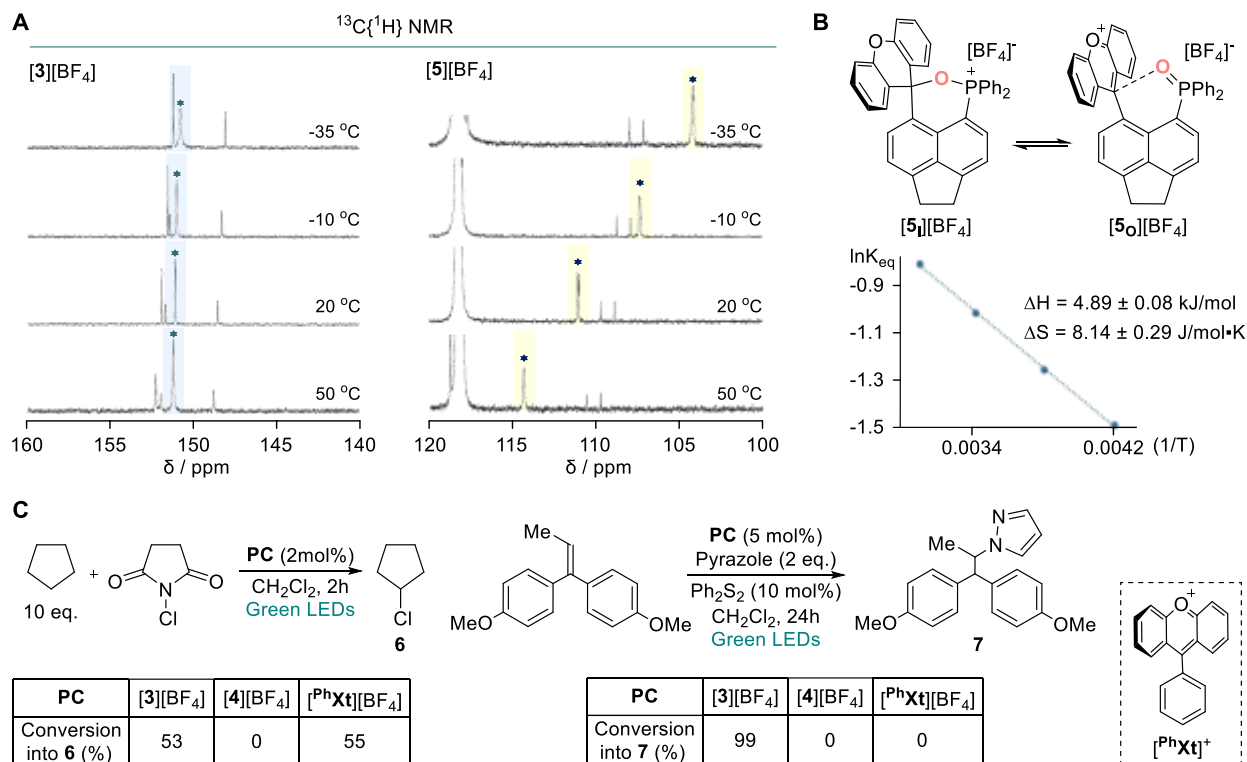 A
¹³C{¹H} NMR
[3][BF₄]
[5][BF₄]
-35 °C
-35 °C
-10 °C
-10 °C
20 °C
20 °C
50 °C
50 °C
160 155 150 145 140
δ / ppm
120 115 110 105 100
δ / ppm
B
O
O
P
+
Ph₂
[BF₄]⁻
O
+
O
P
Ph₂
[BF₄]⁻
[5I][BF₄]
[5O][BF₄]
lnKeq
-0.9
-1.1
-1.3
-1.5
0.0034 0.0042 (1/T)
ΔH = 4.89 ± 0.08 kJ/mol
ΔS = 8.14 ± 0.29 J/mol▪K
C
10 eq.
+
O
N
O
Cl
PC (2mol%)
CH₂Cl₂, 2h
Green LEDs
Cl
6
Me
MeO
OMe
PC (5 mol%)
Pyrazole (2 eq.)
Ph₂S₂ (10 mol%)
CH₂Cl₂, 24h
Green LEDs
N
N
Me
MeO
OMe
7
PC [3][BF₄] [4][BF₄] [PhXt][BF₄]
Conversion into 6 (%) 53 0 55
PC [3][BF₄] [4][BF₄] [PhXt][BF₄]
Conversion into 7 (%) 99 0 0
O
+
[PhXt]⁺